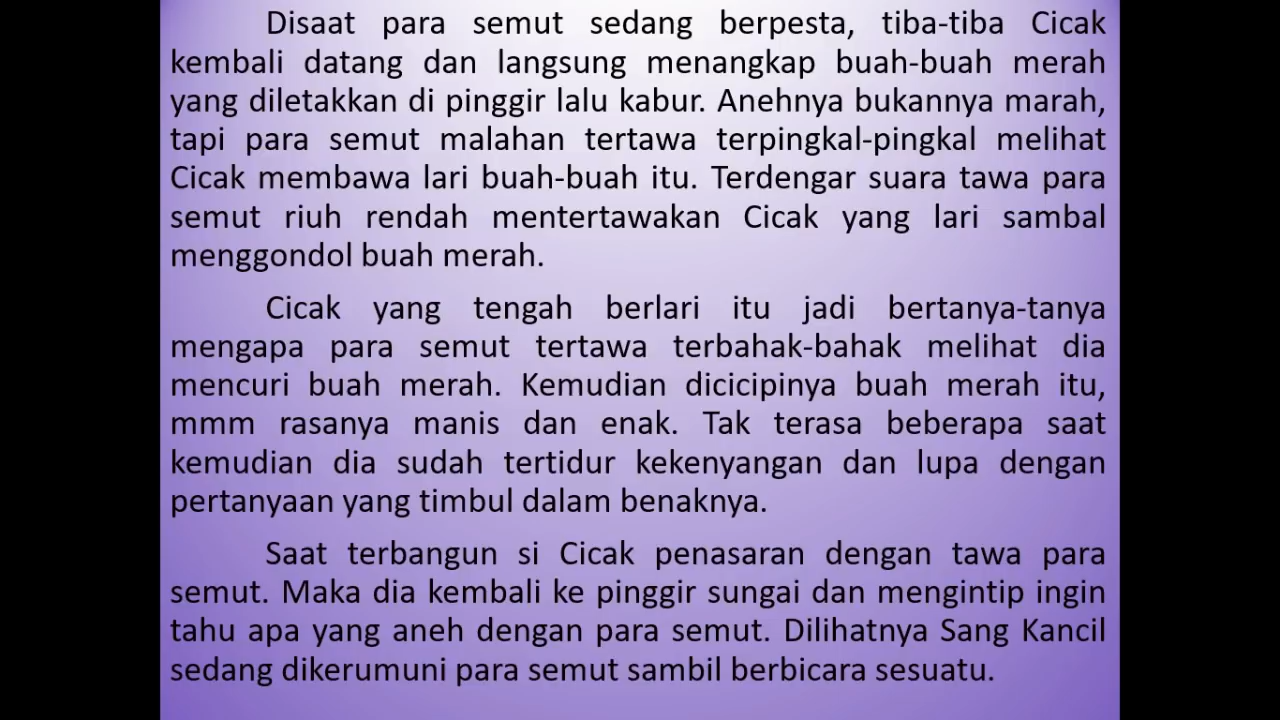 Disaat para semut sedang berpesta, tiba-tiba Cicak
kembali datang dan langsung menangkap buah-buah merah
yang diletakkan di pinggir lalu kabur. Anehnya bukannya marah,
tapi para semut malahan tertawa terpingkal-pingkal melihat
Cicak membawa lari buah-buah itu. Terdengar suara tawa para
semut riuh rendah mentertawakan Cicak yang lari sambal
menggondol buah merah.
Cicak yang tengah berlari itu jadi bertanya-tanya
mengapa para semut tertawa terbahak-bahak melihat dia
mencuri buah merah. Kemudian dicicipinya buah merah itu,
mmm rasanya manis dan enak. Tak terasa beberapa saat
kemudian dia sudah tertidur kekenyangan dan lupa dengan
pertanyaan yang timbul dalam benaknya.
Saat terbangun si Cicak penasaran dengan tawa para
semut. Maka dia kembali ke pinggir sungai dan mengintip ingin
tahu apa yang aneh dengan para semut. Dilihatnya Sang Kancil
sedang dikerumuni para semut sambil berbicara sesuatu.